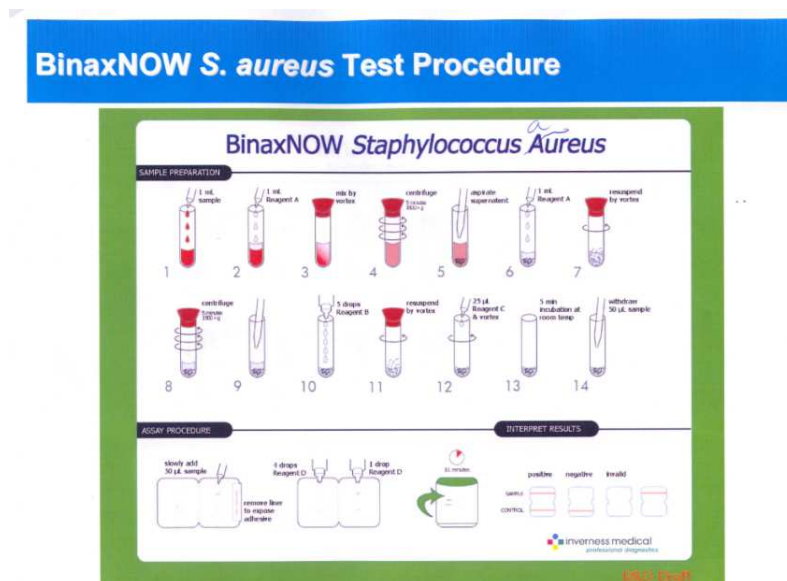 BinaxNOW S. aureus Test Procedure
BinaxNOW Staphylococcus Aureus
a
SAMPLE PREPARATION
1 mL sample
1 mL Reagent A
mix by vortex
centrifuge
aspirate supernatent
1 mL Reagent A
resuspend by vortex
1
2
3
4
5
6
7
centrifuge
5 drops Reagent B
resuspend by vortex
25 µL Reagent C & vortex
5 min incubation at room temp
withdraw 50 µL sample
8
9
10
11
12
13
14
ASSAY PROCEDURE
INTERPRET RESULTS
slowly add 50 µL sample
remove liner to expose adhesive
4 drops Reagent D
1 drop Reagent D
positive
negative
invalid
SAMPLE
CONTROL
inverness medical
professional diagnostics